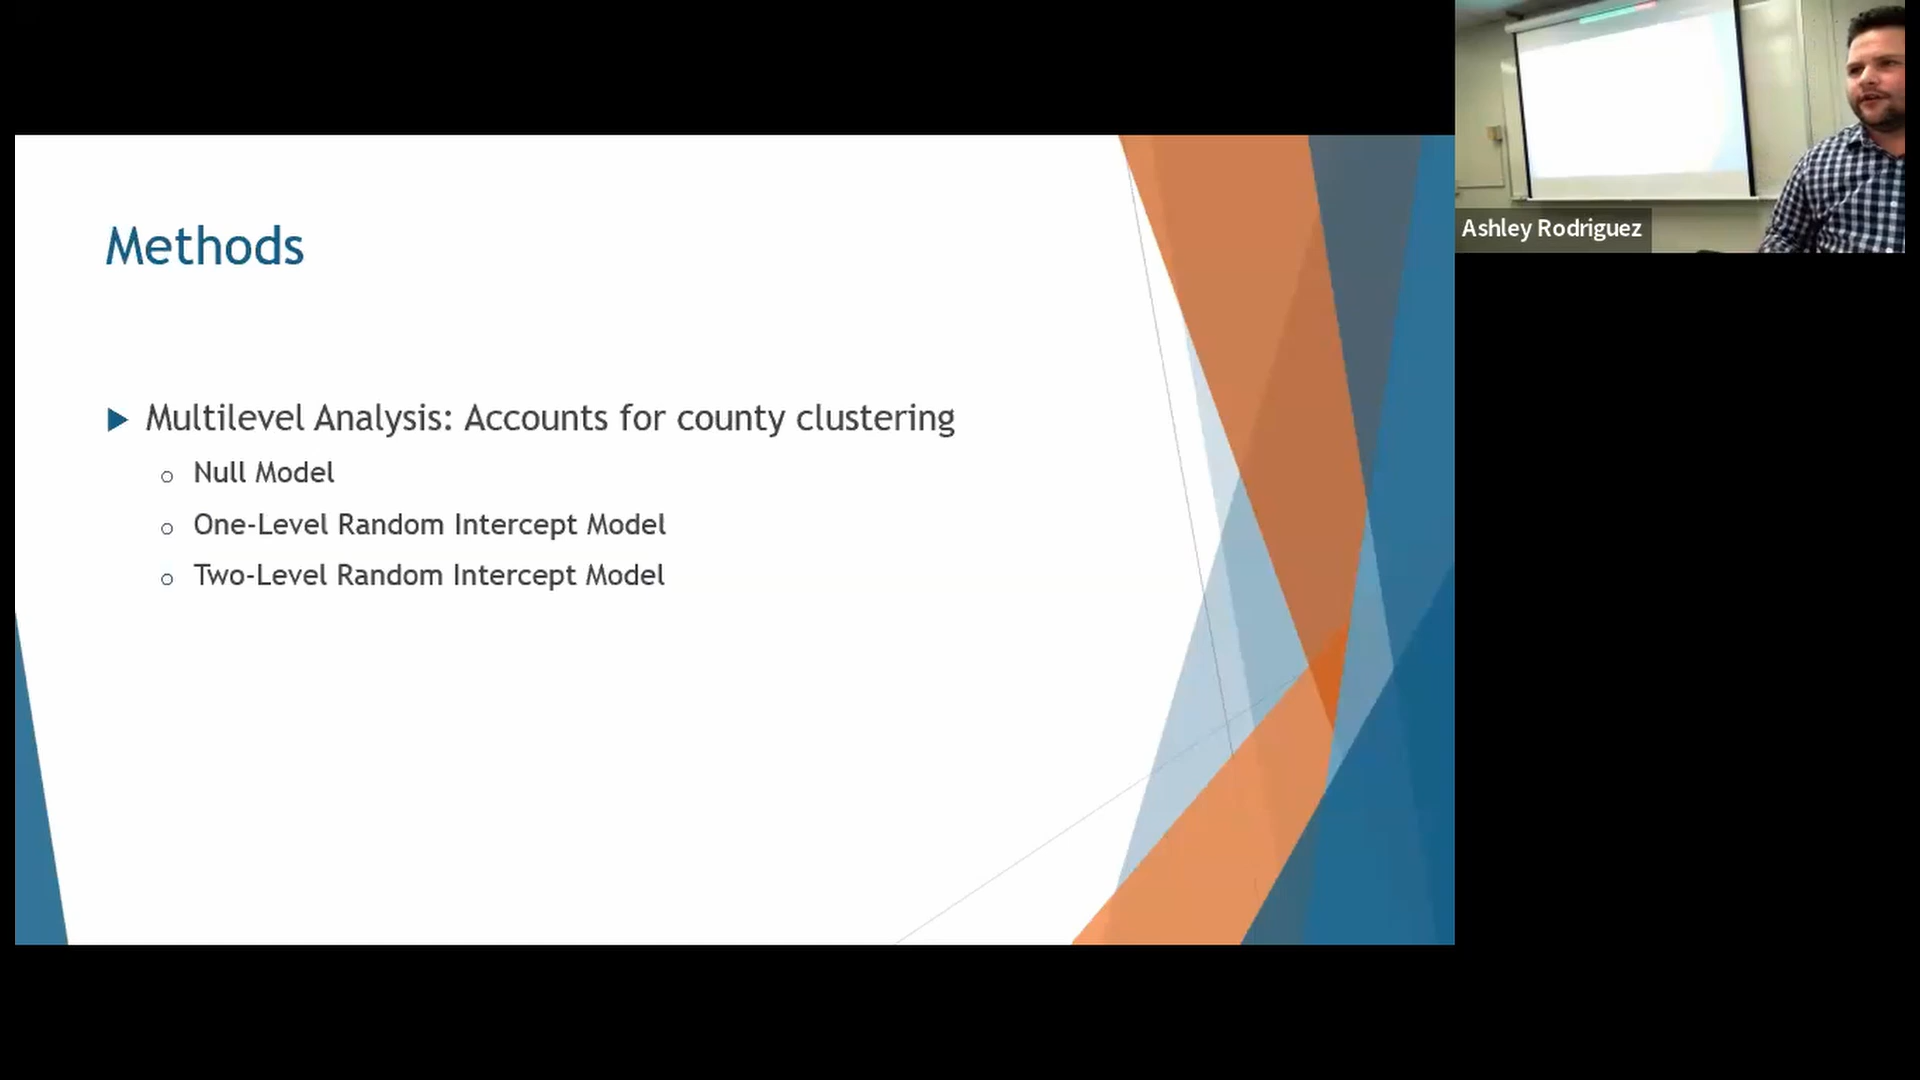 Methods
Multilevel Analysis: Accounts for county clustering
Null Model
One-Level Random Intercept Model
Two-Level Random Intercept Model
Ashley Rodriguez